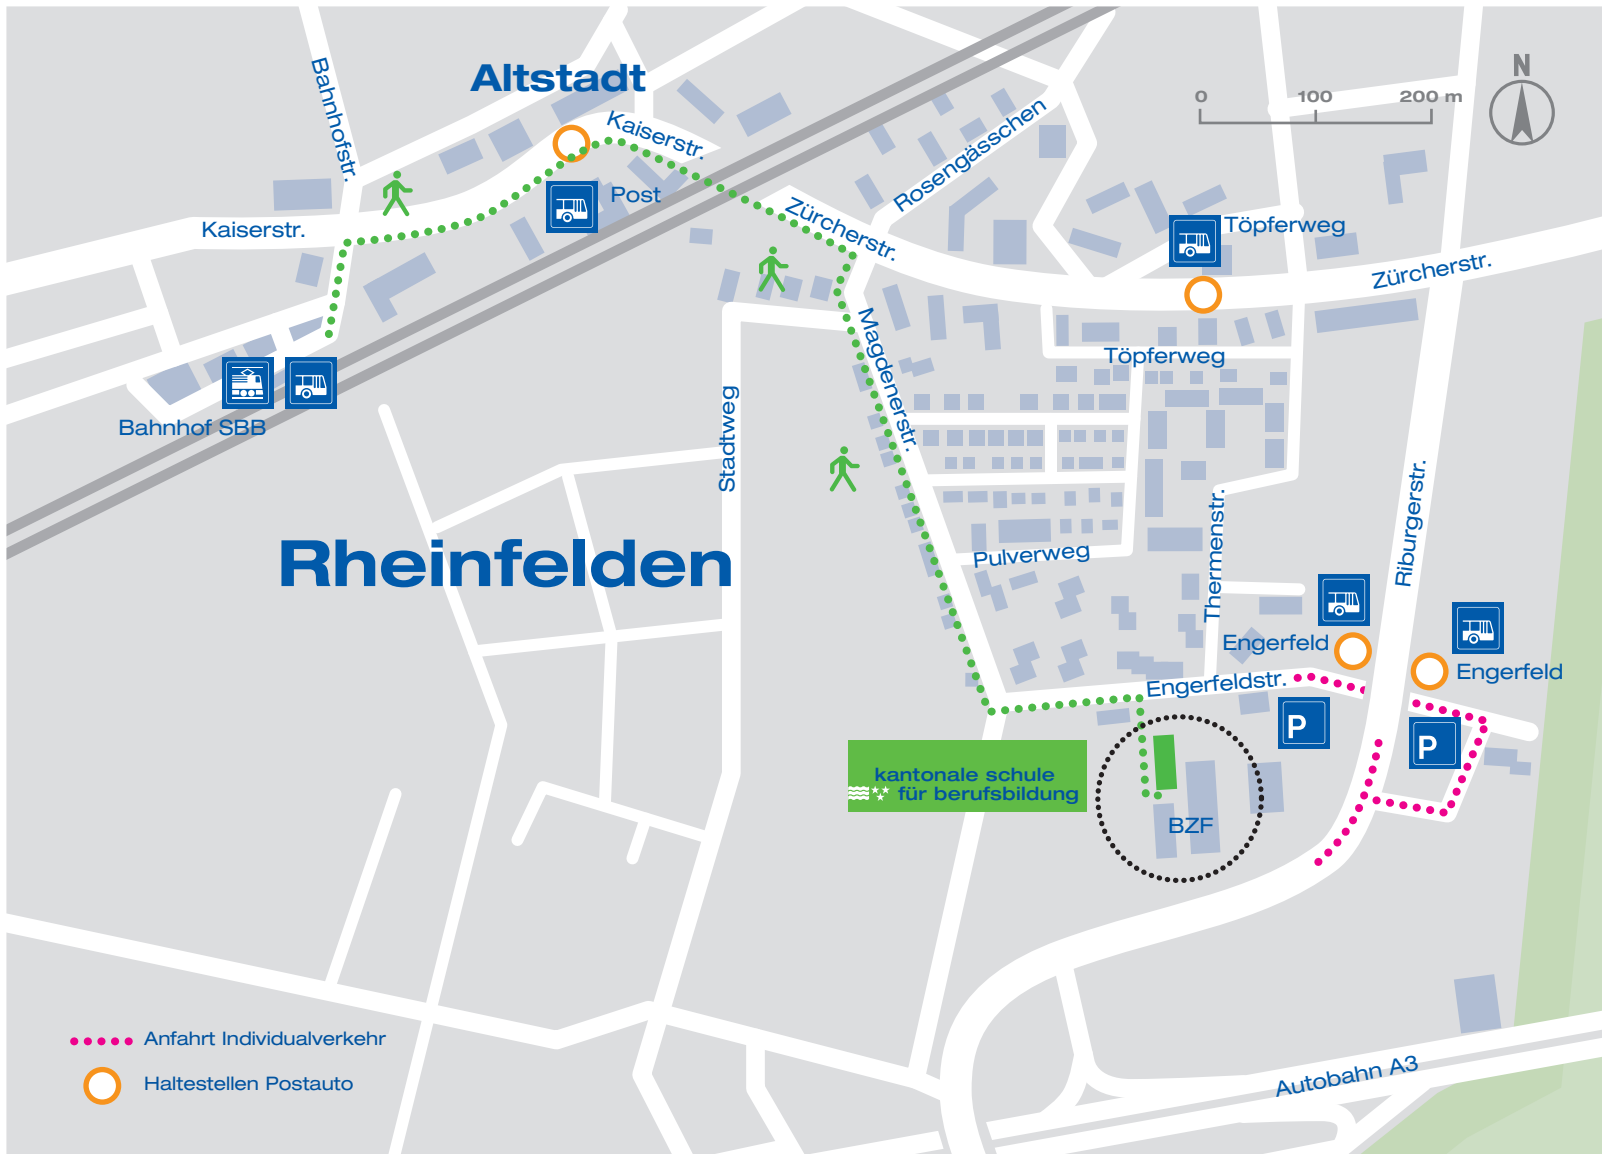 Altstadt
N
0 100 200 m
Bahnhofstr.
Kaiserstr.
Rosengässchen
Post
Kaiserstr.
Zürcherstr.
Töpferweg
Zürcherstr.
Magdenerstr.
Töpferweg
Stadtweg
Bahnhof SBB
Rheinfelden
Pulverweg
Thermenstr.
Riburgerstr.
Engerfeld
Engerfeld
Engerfeldstr.
P
P
kantonale schule
für berufsbildung
BZF
Anfahrt Individualverkehr
Haltestellen Postauto
Autobahn A3